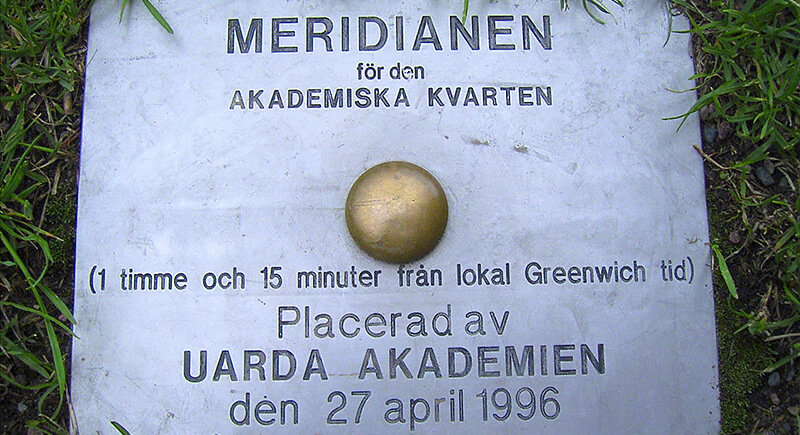 MERIDIANEN
för den
AKADEMISKA KVARTEN
(1 timme och 15 minuter från lokal Greenwich tid)
Placerad av
UARDA AKADEMIEN
den 27 april 1996